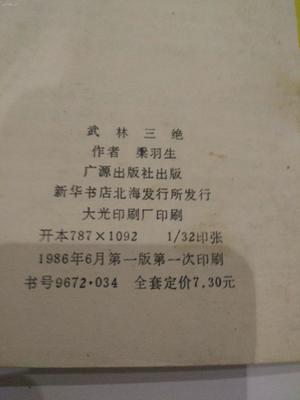 武林三绝
作者 梁羽生
广源出版社出版
新华书店北海发行所发行
大光印刷厂印刷
开本787×1092 1/32印张
1986年6月第一版第一次印刷
书号9672·034 全套定价7.30元